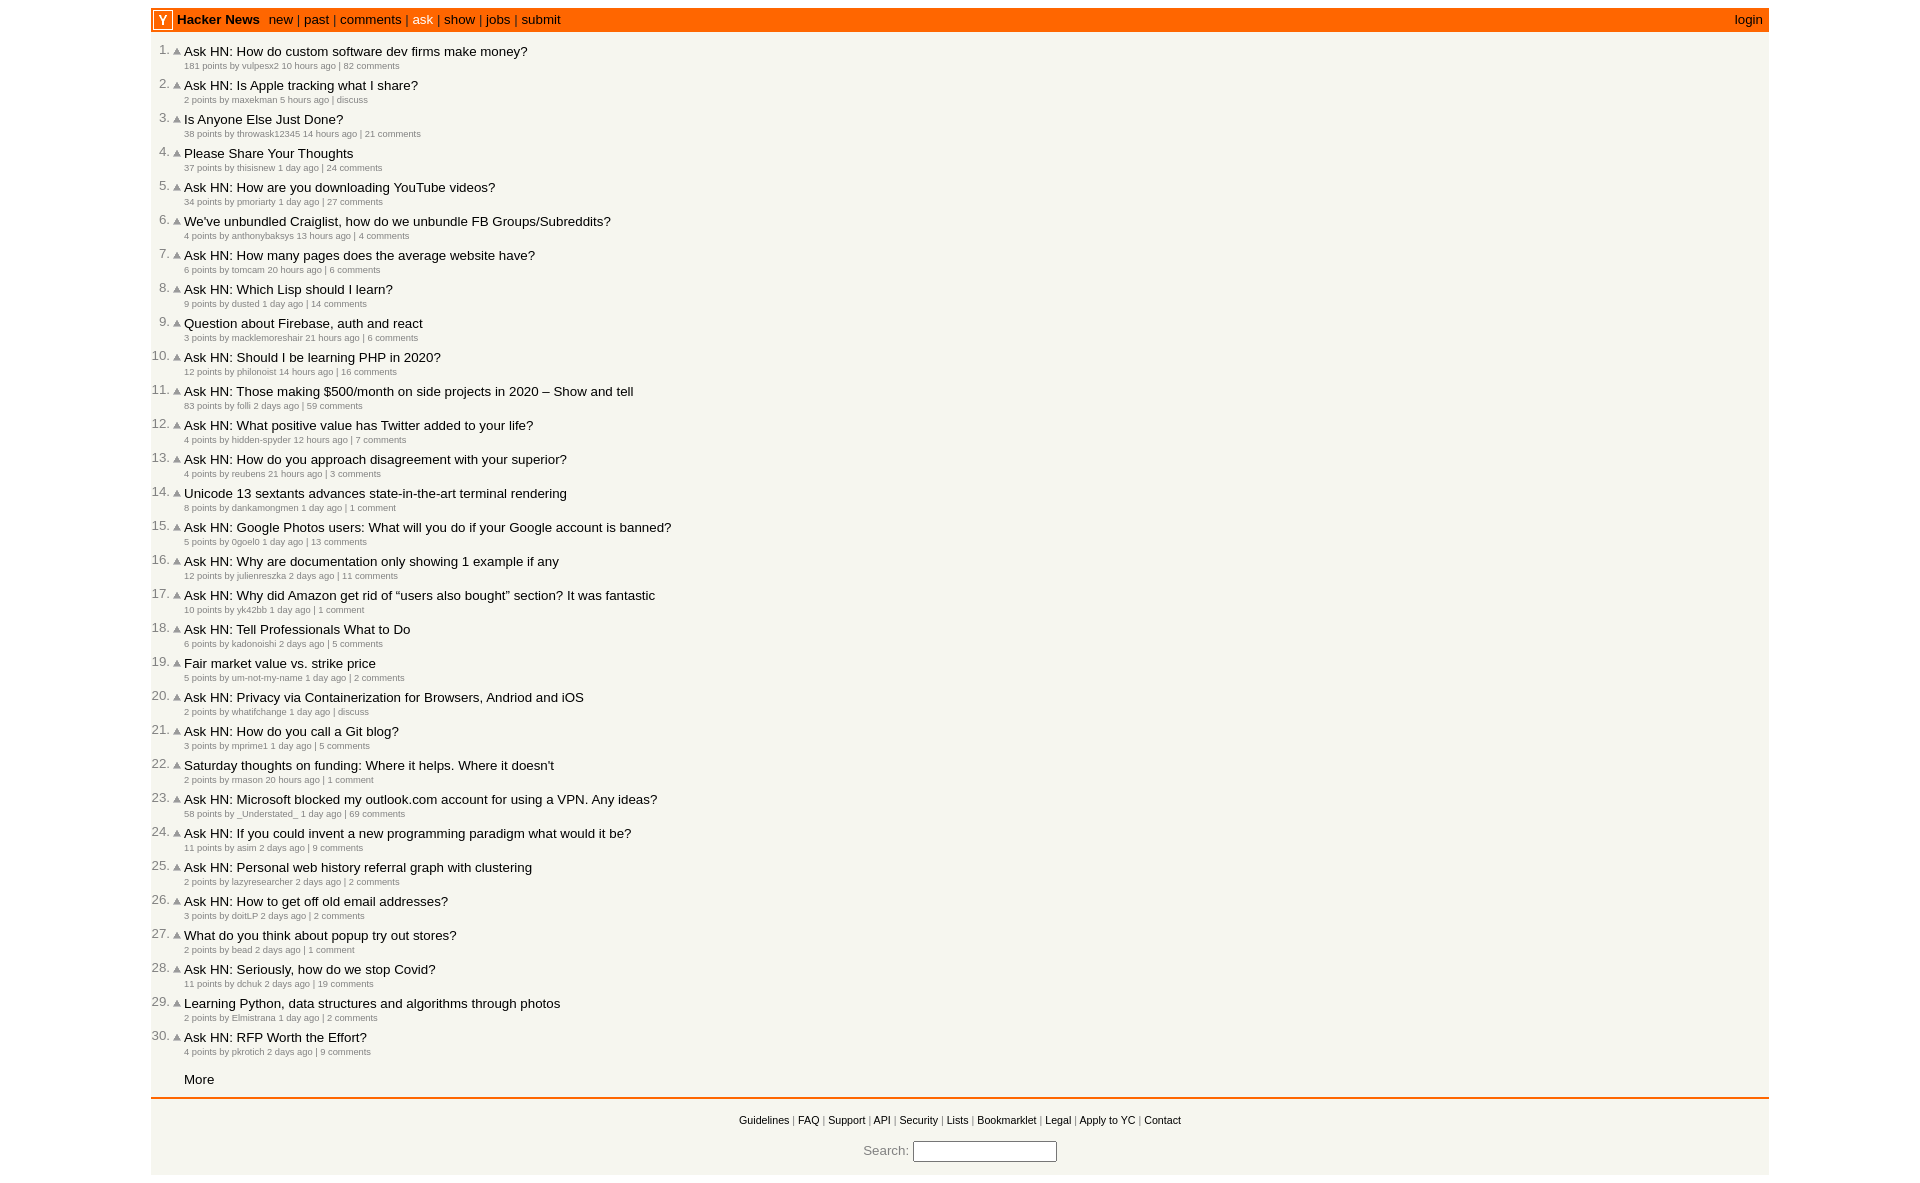 Y Hacker News new | past | comments | ask | show | jobs | submit login
1. Ask HN: How do custom software dev firms make money?
181 points by vulpesx2 10 hours ago | 82 comments
2. Ask HN: Is Apple tracking what I share?
2 points by maxekman 5 hours ago | discuss
3. Is Anyone Else Just Done?
38 points by throwask12345 14 hours ago | 21 comments
4. Please Share Your Thoughts
37 points by thisisnew 1 day ago | 24 comments
5. Ask HN: How are you downloading YouTube videos?
34 points by pmoriarty 1 day ago | 27 comments
6. We've unbundled Craiglist, how do we unbundle FB Groups/Subreddits?
4 points by anthonybaksys 13 hours ago | 4 comments
7. Ask HN: How many pages does the average website have?
6 points by tomcam 20 hours ago | 6 comments
8. Ask HN: Which Lisp should I learn?
9 points by dusted 1 day ago | 14 comments
9. Question about Firebase, auth and react
3 points by macklemoreshair 21 hours ago | 6 comments
10. Ask HN: Should I be learning PHP in 2020?
12 points by philonoist 14 hours ago | 16 comments
11. Ask HN: Those making $500/month on side projects in 2020 – Show and tell
83 points by folli 2 days ago | 59 comments
12. Ask HN: What positive value has Twitter added to your life?
4 points by hidden-spyder 12 hours ago | 7 comments
13. Ask HN: How do you approach disagreement with your superior?
4 points by reubens 21 hours ago | 3 comments
14. Unicode 13 sextants advances state-in-the-art terminal rendering
8 points by dankamongmen 1 day ago | 1 comment
15. Ask HN: Google Photos users: What will you do if your Google account is banned?
5 points by 0goel0 1 day ago | 13 comments
16. Ask HN: Why are documentation only showing 1 example if any
12 points by julienreszka 2 days ago | 11 comments
17. Ask HN: Why did Amazon get rid of “users also bought” section? It was fantastic
10 points by yk42bb 1 day ago | 1 comment
18. Ask HN: Tell Professionals What to Do
6 points by kadonoishi 2 days ago | 5 comments
19. Fair market value vs. strike price
5 points by um-not-my-name 1 day ago | 2 comments
20. Ask HN: Privacy via Containerization for Browsers, Andriod and iOS
2 points by whatifchange 1 day ago | discuss
21. Ask HN: How do you call a Git blog?
3 points by mprime1 1 day ago | 5 comments
22. Saturday thoughts on funding: Where it helps. Where it doesn't
2 points by rmason 20 hours ago | 1 comment
23. Ask HN: Microsoft blocked my outlook.com account for using a VPN. Any ideas?
58 points by _Understated_ 1 day ago | 69 comments
24. Ask HN: If you could invent a new programming paradigm what would it be?
11 points by asim 2 days ago | 9 comments
25. Ask HN: Personal web history referral graph with clustering
2 points by lazyresearcher 2 days ago | 2 comments
26. Ask HN: How to get off old email addresses?
3 points by doitLP 2 days ago | 2 comments
27. What do you think about popup try out stores?
2 points by bead 2 days ago | 1 comment
28. Ask HN: Seriously, how do we stop Covid?
11 points by dchuk 2 days ago | 19 comments
29. Learning Python, data structures and algorithms through photos
2 points by Elmistrana 1 day ago | 2 comments
30. Ask HN: RFP Worth the Effort?
4 points by pkrotich 2 days ago | 9 comments
More
Guidelines | FAQ | Support | API | Security | Lists | Bookmarklet | Legal | Apply to YC | Contact
Search: